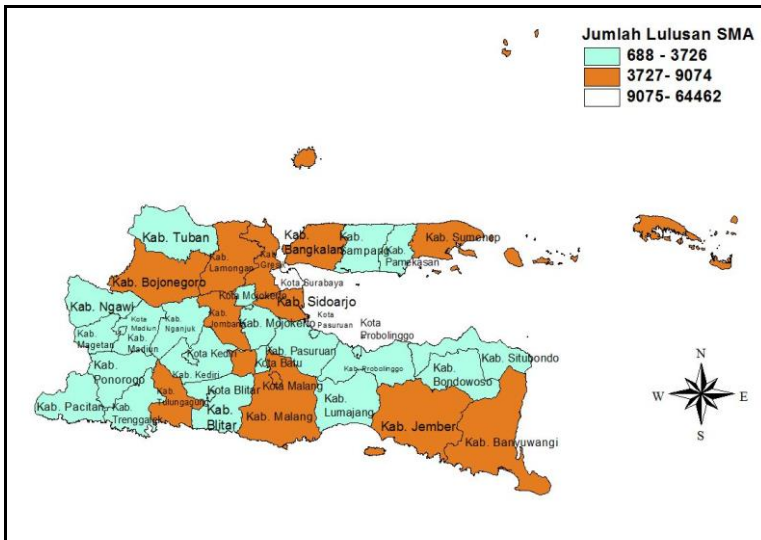 Jumlah Lulusan SMA
688 - 3726
3727- 9074
9075- 64462
Kab. Tuban
Kab.
Bangkalan
Kab.
Sampang
Kab.
Pamekasan
Kab. Sumenep
Kab.
Lamongan
Kab.
Gresik
Kab. Bojonegoro
Kota Surabaya
Kota Mojokerto
Kab. Sidoarjo
Kab. Ngawi
Kota
Madiun
Kab.
Nganjuk
Kab.
Jombang
Kab. Mojokerto
Kota
Pasuruan
Kota
Probolinggo
Kab.
Magetan
Kab.
Madiun
Kota Kediri
Kab. Pasuruan
Kota Batu
Kab. Situbondo
Kab.
Ponorogo
Kab. Kediri
Kab. Probolinggo
Kab.
Bondowoso
Kota Malang
Kota Blitar
Kab.
Tulungagung
Kab. Pacitan
Kab.
Trenggalek
Kab.
Blitar
Kab. Malang
Kab.
Lumajang
Kab. Jember
Kab. Banyuwangi
N
W
E
S